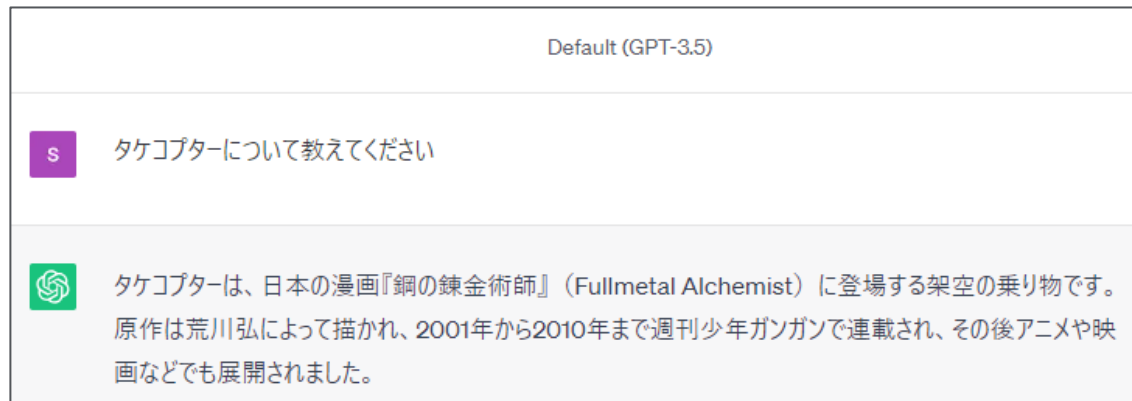 Default (GPT-3.5)
S
タケコプターについて教えてください
タケコプターは、日本の漫画『鋼の錬金術師』（Fullmetal Alchemist）に登場する架空の乗り物です。
原作は荒川弘によって描かれ、2001年から2010年まで週刊少年ガンガンで連載され、その後アニメや映
画などでも展開されました。